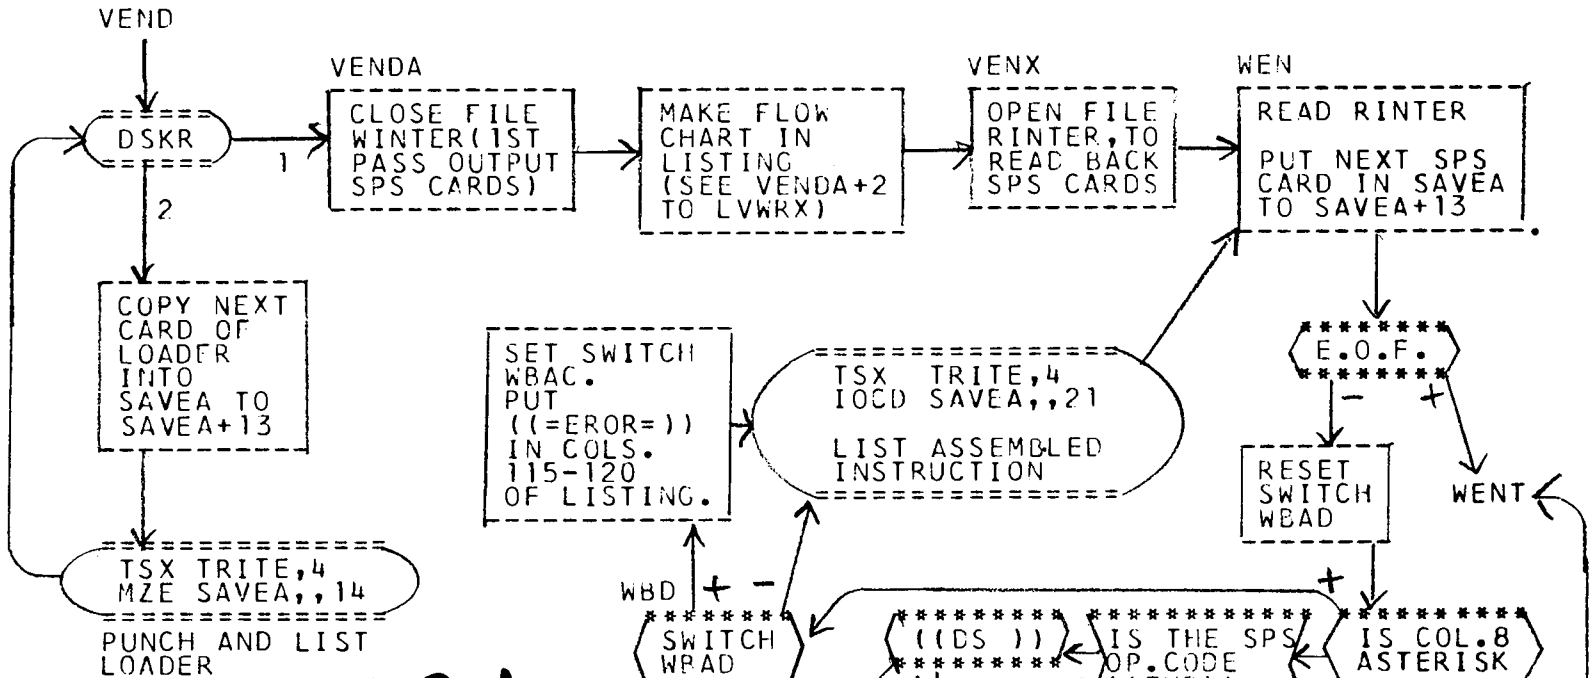 VEND
DSKR
1
2
VENDA
CLOSE FILE
WINTER(1ST
PASS OUTPUT
SPS CARDS)
MAKE FLOW
CHART IN
LISTING
(SEE VENDA+2
TO LVWRX)
VENX
OPEN FILE
RINTER,TO
READ BACK
SPS CARDS
WEN
READ RINTER
PUT NEXT SPS
CARD IN SAVEA
TO SAVEA+13
COPY NEXT
CARD OF
LOADER
INTO
SAVEA TO
SAVEA+13
TSX TRITE,4
MZE SAVEA,,14
PUNCH AND LIST
LOADER
SET SWITCH
WBAC.
PUT
((=EROR=))
IN COLS.
115-120
OF LISTING.
TSX TRITE,4
IOCD SAVEA,,21
LIST ASSEMBLED
INSTRUCTION
E.O.F.
- +
RESET
SWITCH
WBAD
WENT
WBD + -
SWITCH
WBAD
((DS ))
IS THE SPS
OP.CODE
+
IS COL.8
ASTERISK